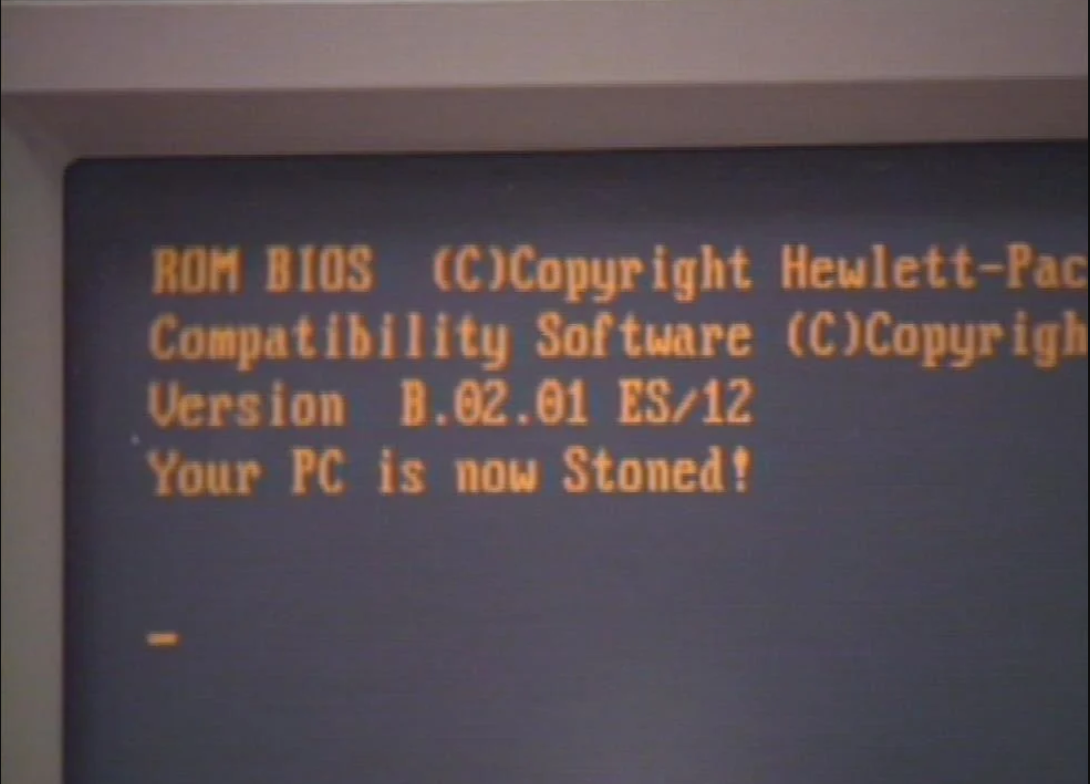 ROM BIOS (C)Copyright Hewlett-Pac
Compatibility Software (C)Copyrigh
Version B.02.01 ES/12
Your PC is now Stoned!